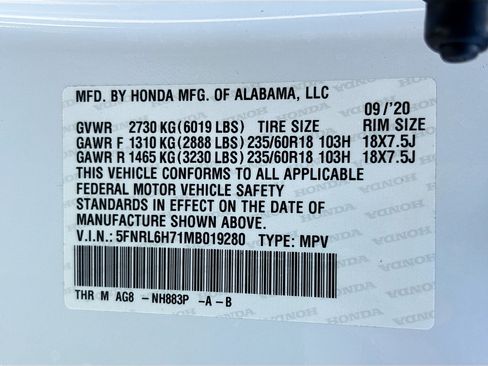 MFD. BY HONDA MFG. OF ALABAMA, LLC
09/'20
GVWR 2730 KG(6019 LBS) TIRE SIZE RIM SIZE
GAWR F 1310 KG(2888 LBS)235/60R18 103H 18X7.5J
GAWR R 1465 KG(3230 LBS)235/60R18 103H 18X7.5J
THIS VEHICLE CONFORMS TO ALL APPLICABLE
FEDERAL MOTOR VEHICLE SAFETY
STANDARDS IN EFFECT ON THE DATE OF
MANUFACTURE SHOWN ABOVE.
V.I.N.: 5FNRL6H71MB019280 TYPE: MPV
THR M AG8 -NH883P -A-B